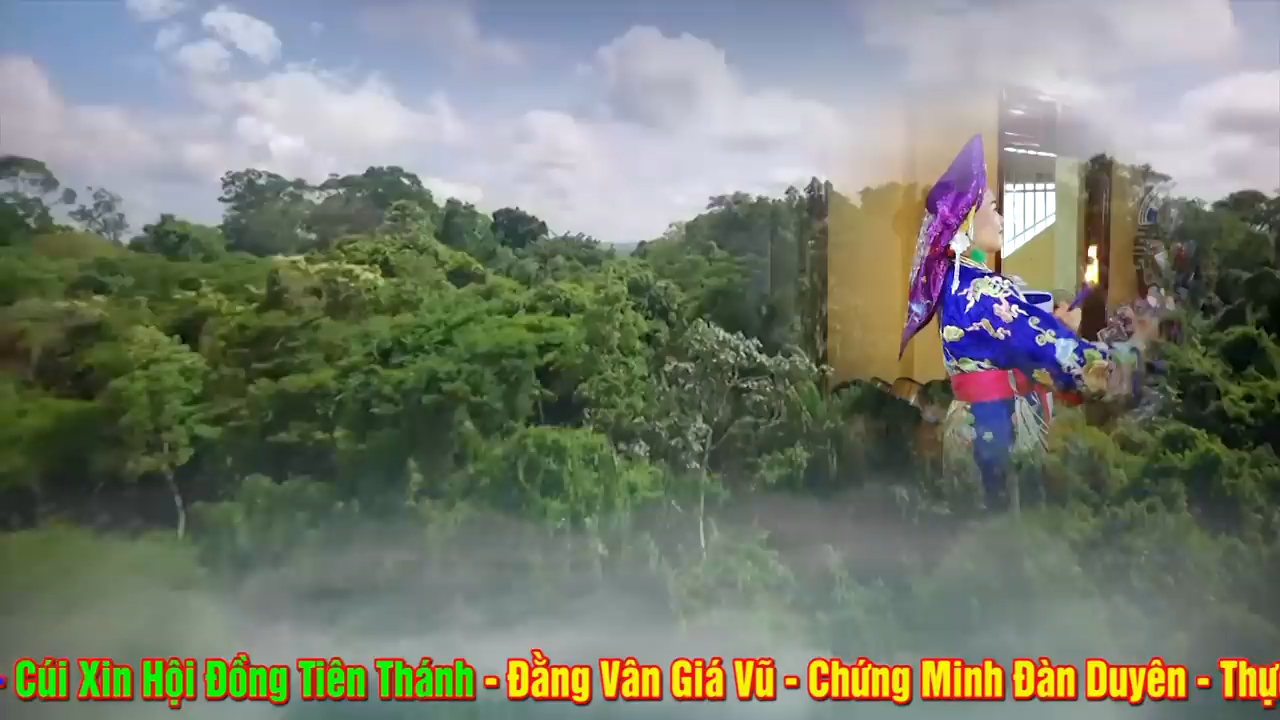 - Cúi Xin Hội Đồng Tiên Thánh - Đằng Vân Giá Vũ - Chứng Minh Đàn Duyên - Thự